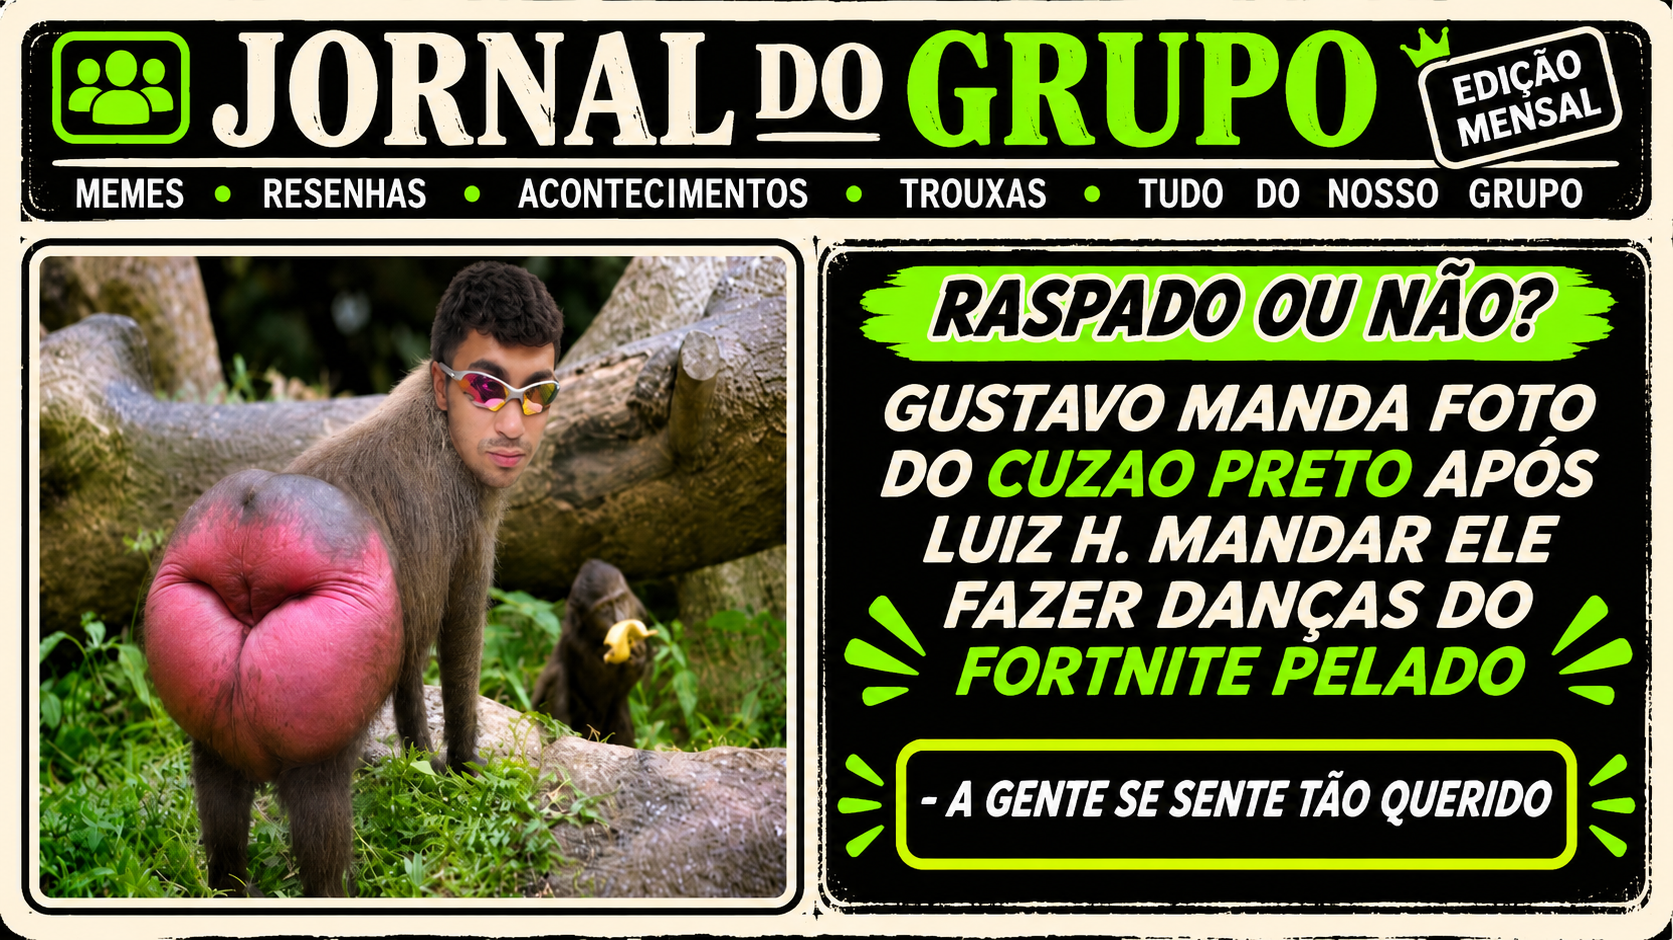 JORNAL DO GRUPO
EDIÇÃO
MENSAL
MEMES • RESENHAS • ACONTECIMENTOS • TROUXAS • TUDO DO NOSSO GRUPO
RASPADO OU NÃO?
GUSTAVO MANDA FOTO
DO CUZAO PRETO APÓS
LUIZ H. MANDAR ELE
FAZER DANÇAS DO
FORTNITE PELADO
- A GENTE SE SENTE TÃO QUERIDO